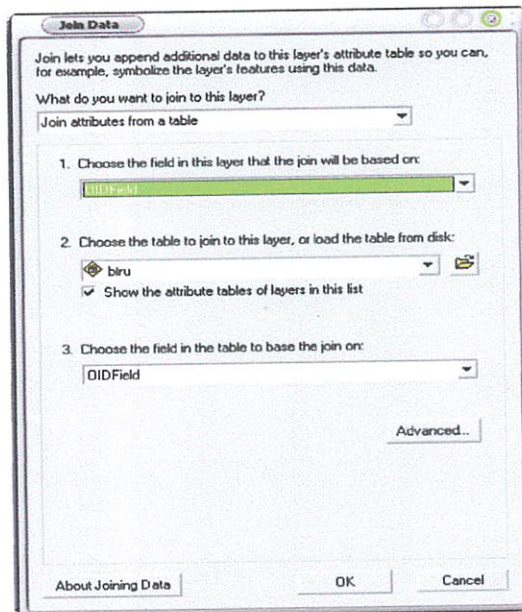 Join Data
Join lets you append additional data to this layer's attribute table so you can,
for example, symbolize the layer's features using this data.
What do you want to join to this layer?
Join attributes from a table
1. Choose the field in this layer that the join will be based on:
OIDField
2. Choose the table to join to this layer, or load the table from disk:
biru
Show the attribute tables of layers in this list
3. Choose the field in the table to base the join on:
OIDField
Advanced...
About Joining Data
OK
Cancel